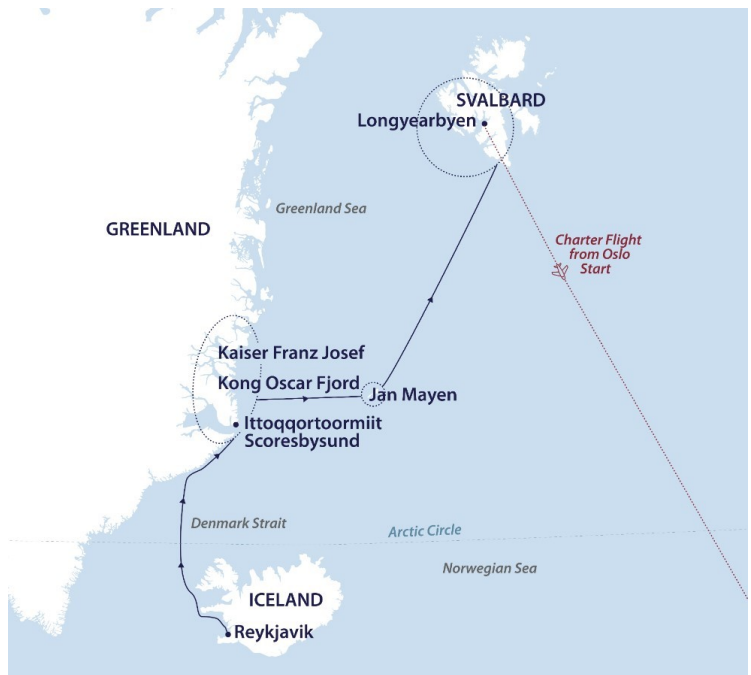 SVALBARD
Longyearbyen
Greenland Sea
GREENLAND
Charter Flight
from Oslo
Start
Kaiser Franz Josef
Kong Oscar Fjord
Jan Mayen
Ittoqqortoormiit
Scoresbysund
Denmark Strait
Arctic Circle
Norwegian Sea
ICELAND
Reykjavik